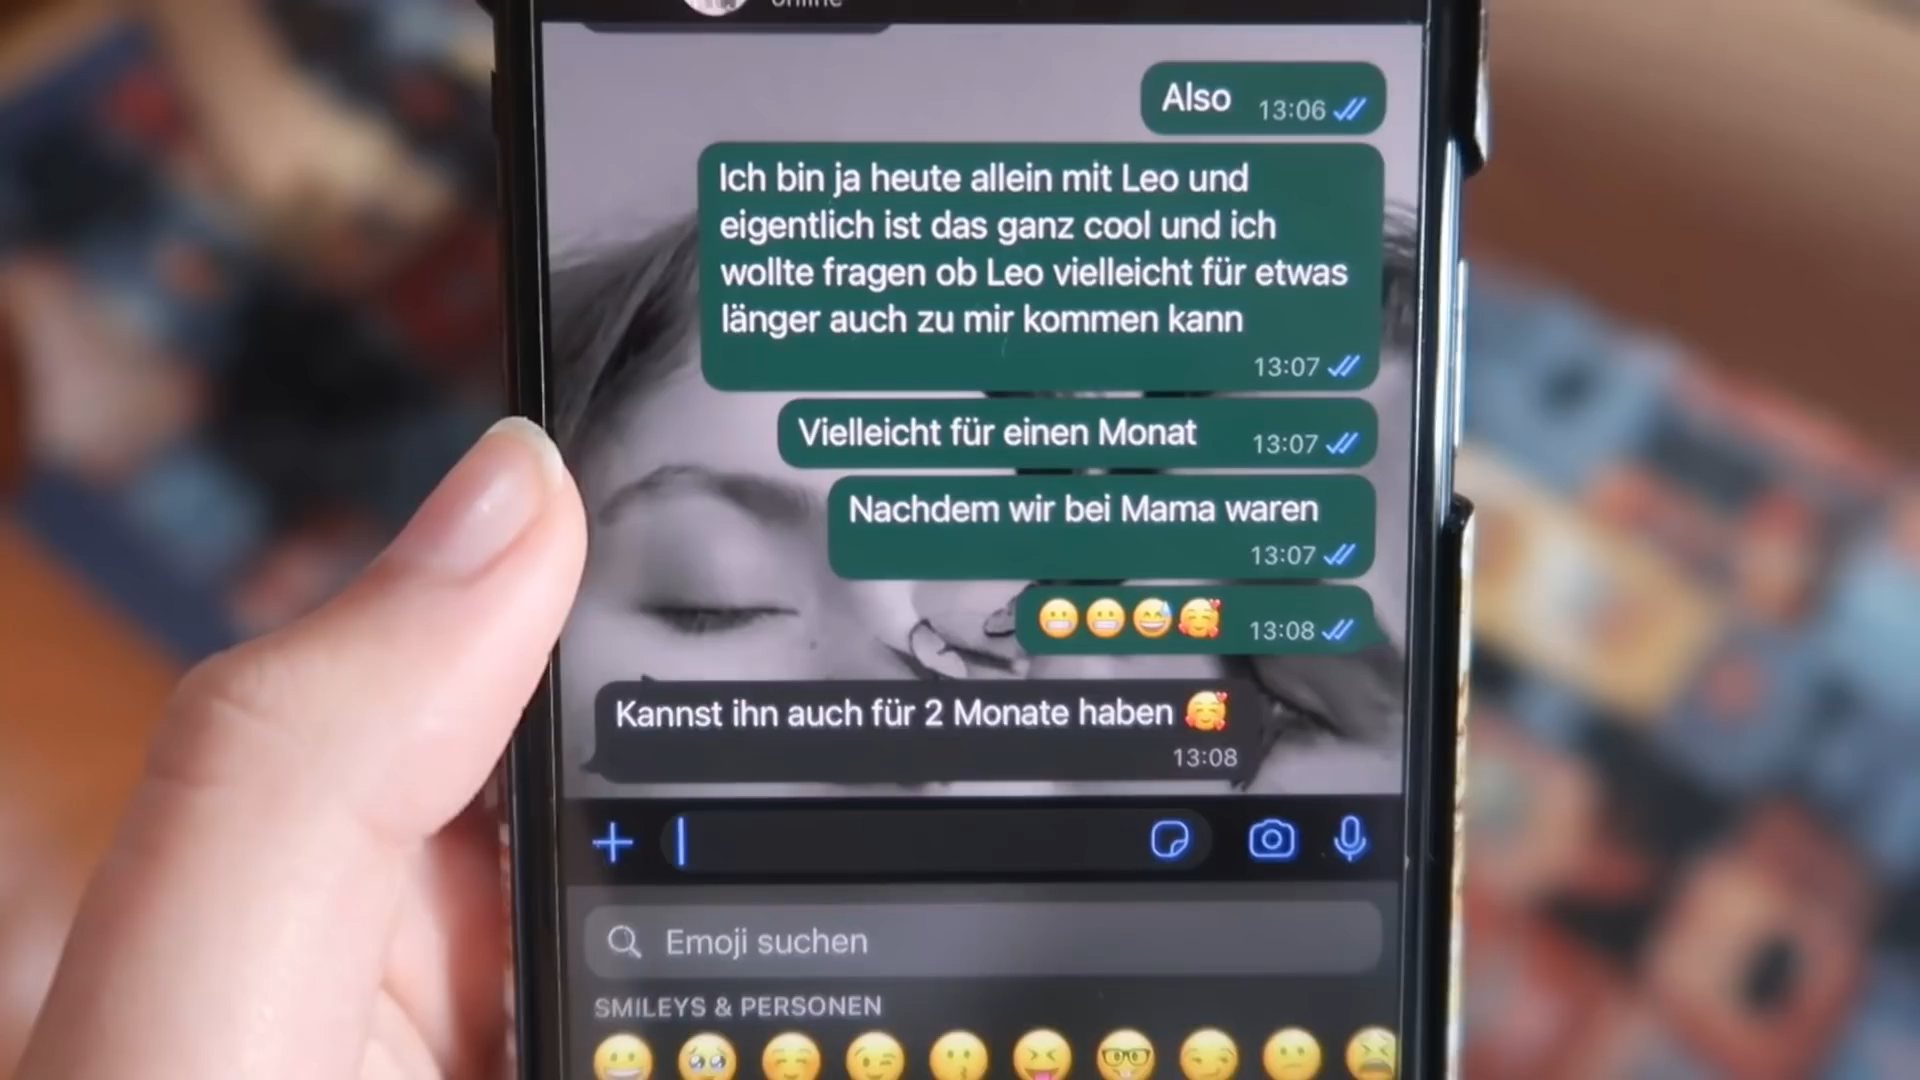 online
Also 13:06
Ich bin ja heute allein mit Leo und
eigentlich ist das ganz cool und ich
wollte fragen ob Leo vielleicht für etwas
länger auch zu mir kommen kann
13:07
Vielleicht für einen Monat 13:07
Nachdem wir bei Mama waren
13:07
😬😬😅🥰 13:08
Kannst ihn auch für 2 Monate haben 🥰
13:08
Emoji suchen
SMILEYS & PERSONEN